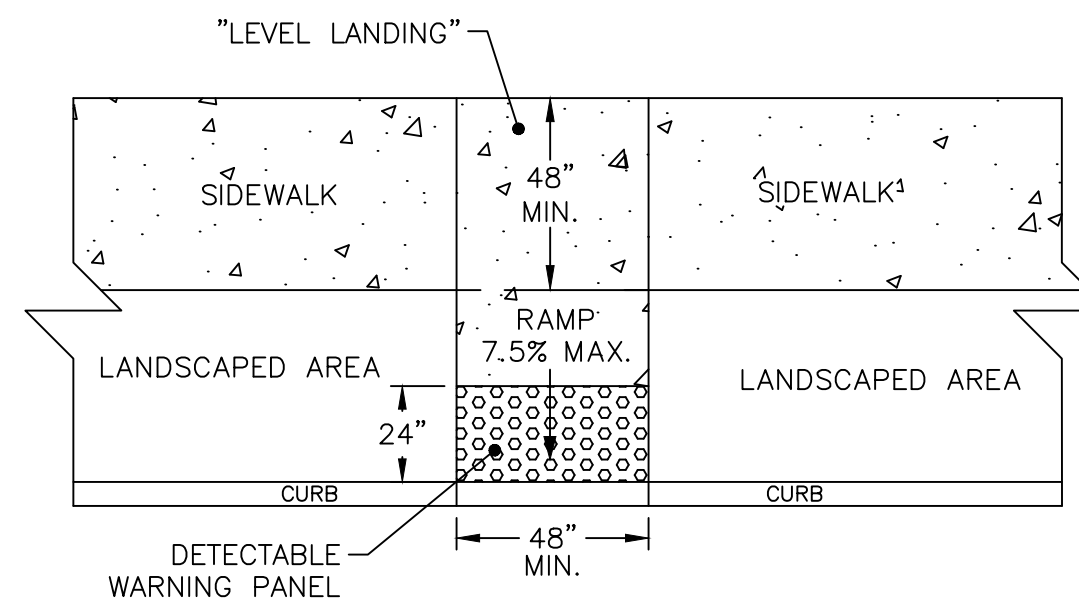 "LEVEL LANDING"
48"
MIN.
SIDEWALK
SIDEWALK
RAMP
7.5% MAX.
LANDSCAPED AREA
LANDSCAPED AREA
24"
CURB
CURB
48"
MIN.
DETECTABLE
WARNING PANEL